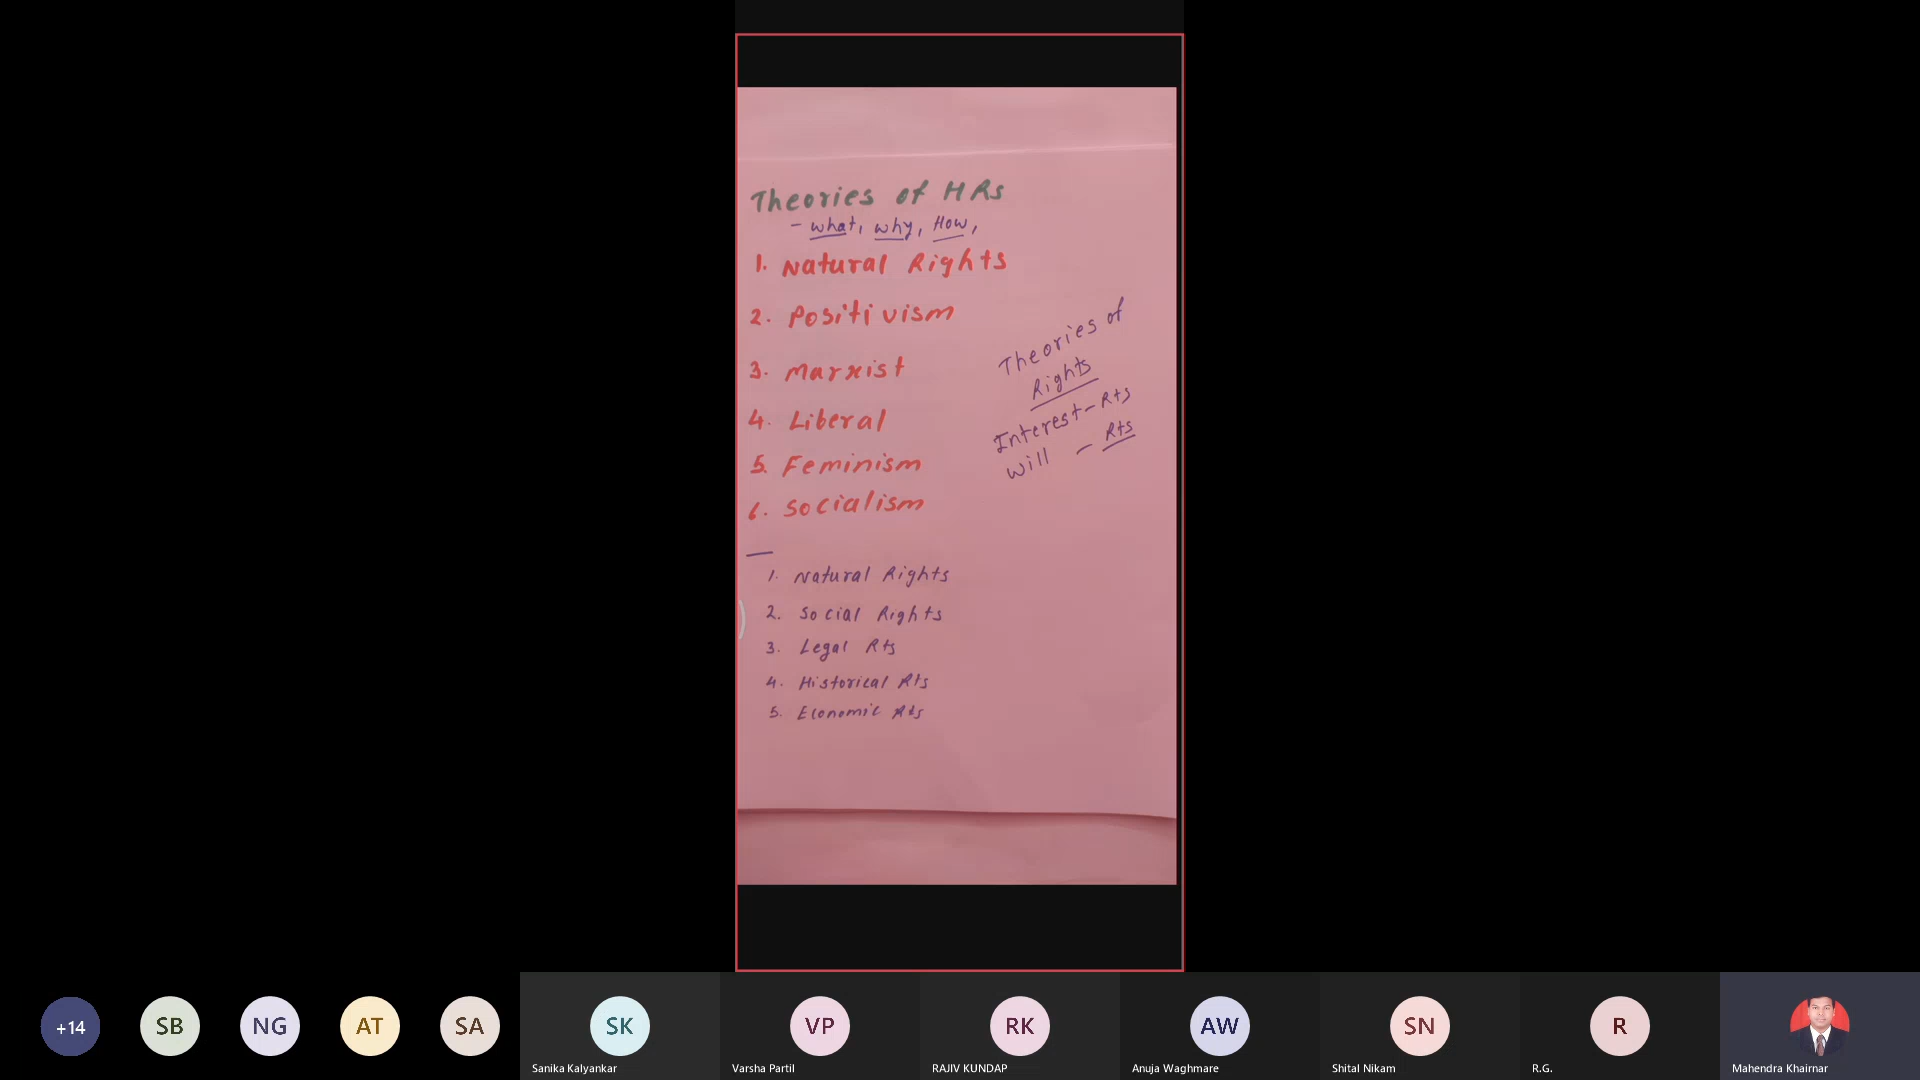 Theories of HRs
- what, why, How,
1. Natural Rights
2. Positivism
3. Marxist
4. Liberal
5. Feminism
6. Socialism
Theories of
Rights
Interest - Rts
will - Rts
1. Natural Rights
2. Social Rights
3. Legal Rts
4. Historical Rts
5. Economic Rts
+14
SB
NG
AT
SA
SK
VP
RK
AW
SN
R
Sanika Kalyankar
Varsha Partil
RAJIV KUNDAP
Anuja Waghmare
Shital Nikam
R.G.
Mahendra Khairnar